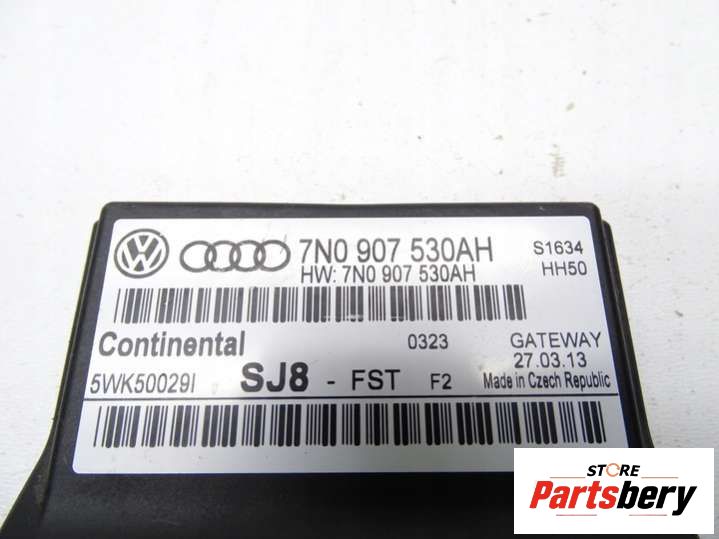 7N0 907 530AH
S1634
HW: 7N0 907 530AH
HH50
Continental
0323
GATEWAY
27.03.13
5WK50029I
SJ8 - FST
F2
Made in Czech Republic
STORE
Partsbery